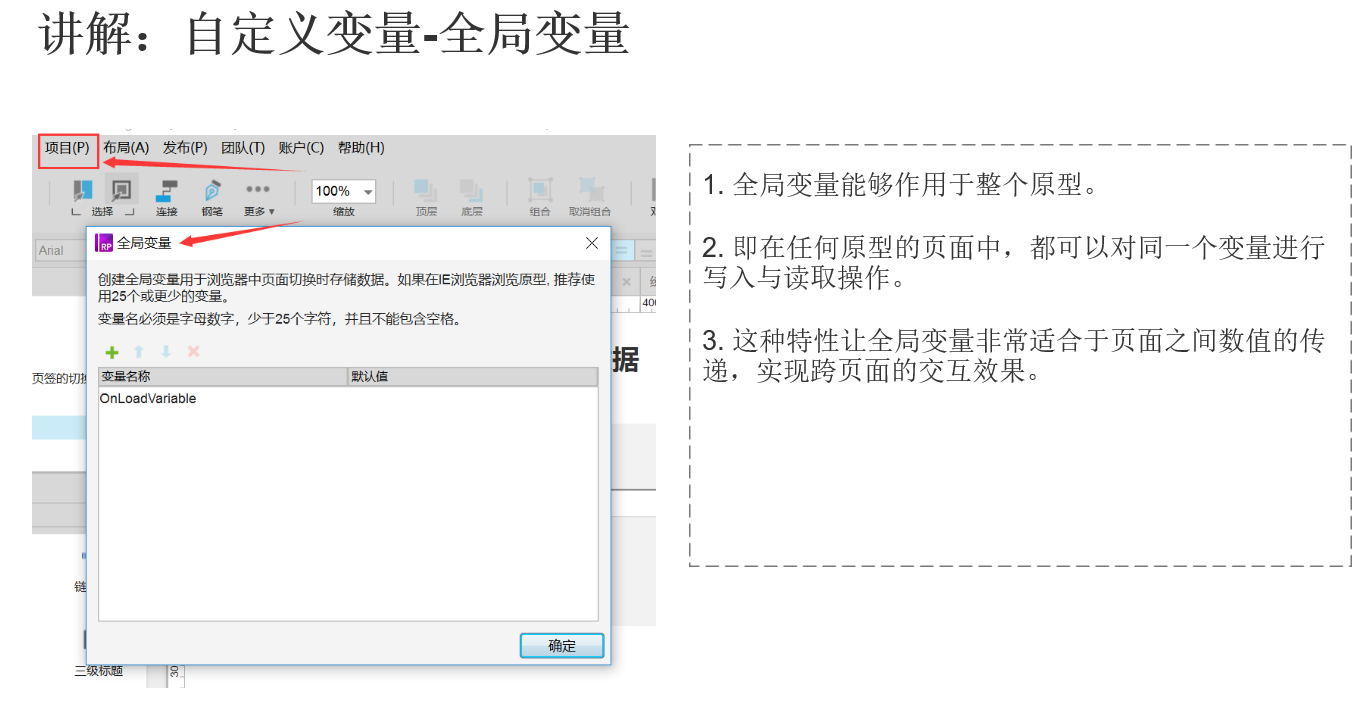 讲解：自定义变量-全局变量
项目(P) 布局(A) 发布(P) 团队(T) 账户(C) 帮助(H)
100%
选择 连接 钢笔 更多▼ 缩放 顶层 底层 组合 取消组合
Arial
RP 全局变量
创建全局变量用于浏览器中页面切换时存储数据。如果在IE浏览器浏览原型, 推荐使
用25个或更少的变量。
变量名必须是字母数字，少于25个字符，并且不能包含空格。
变量名称 默认值
OnLoadVariable
确定
400
据
页签的切换
链
三级标题
30
1. 全局变量能够作用于整个原型。
2. 即在任何原型的页面中，都可以对同一个变量进行
写入与读取操作。
3. 这种特性让全局变量非常适合于页面之间数值的传
递，实现跨页面的交互效果。